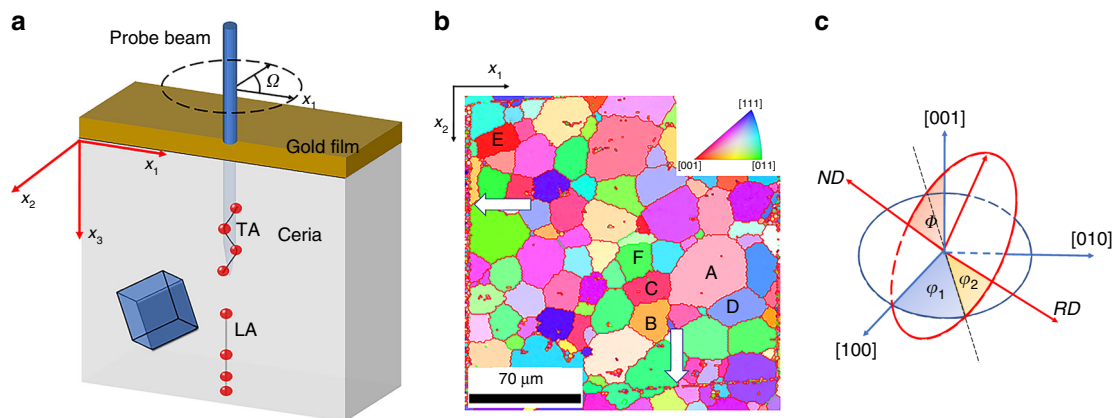 a
Probe beam
Ω
x1
Gold film
x1
x2
x3
TA
Ceria
LA
b
x1
x2
E
[111]
[001]
[011]
F
A
C
D
B
70 μm
c
[001]
ND
Φ
[010]
φ1
φ2
RD
[100]